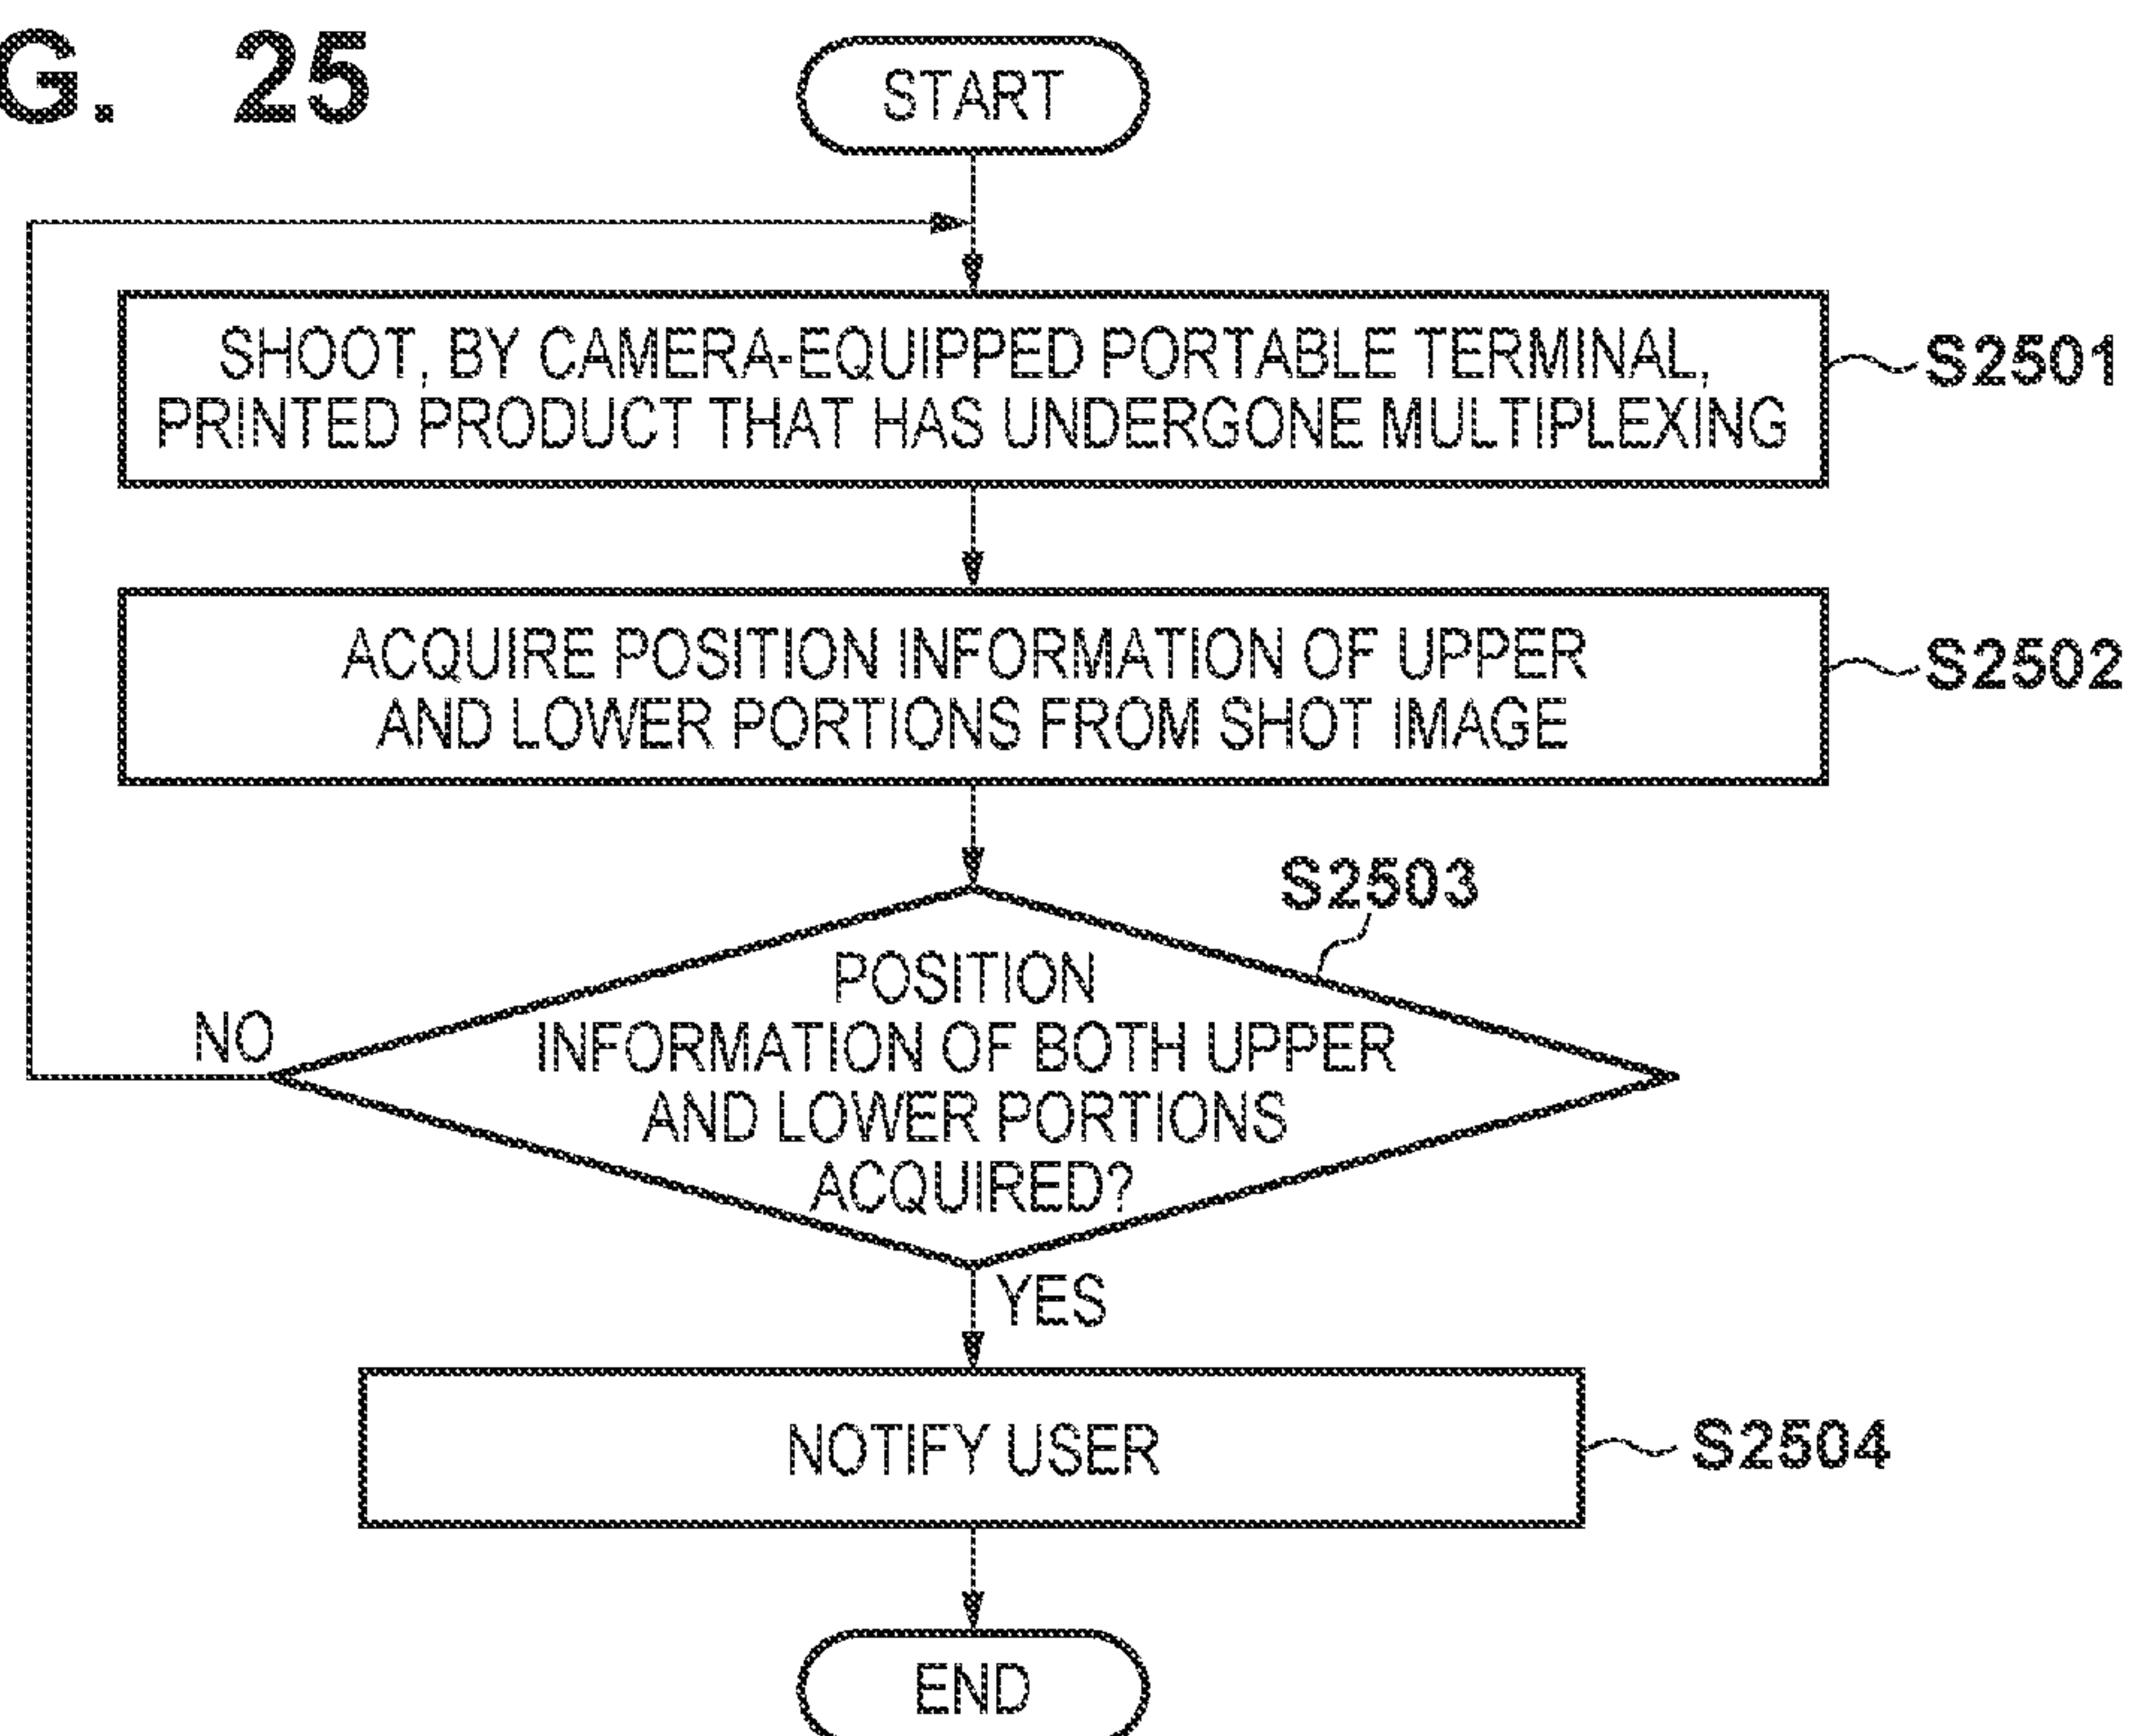 G. 25
START
SHOOT, BY CAMERA-EQUIPPED PORTABLE TERMINAL,
PRINTED PRODUCT THAT HAS UNDERGONE MULTIPLEXING
S2501
ACQUIRE POSITION INFORMATION OF UPPER
AND LOWER PORTIONS FROM SHOT IMAGE
S2502
S2503
POSITION
INFORMATION OF BOTH UPPER
AND LOWER PORTIONS
ACQUIRED?
NO
YES
NOTIFY USER
S2504
END